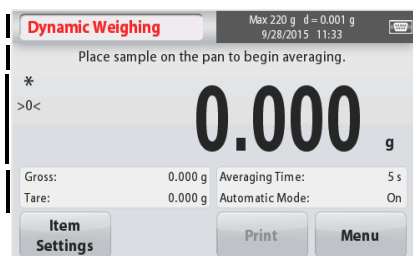 Dynamic Weighing
Max 220 g d = 0.001 g
9/28/2015 11:33
Place sample on the pan to begin averaging.
*
>0<
0.000 g
Gross: 0.000 g
Tare: 0.000 g
Averaging Time: 5 s
Automatic Mode: On
Item
Settings
Print
Menu